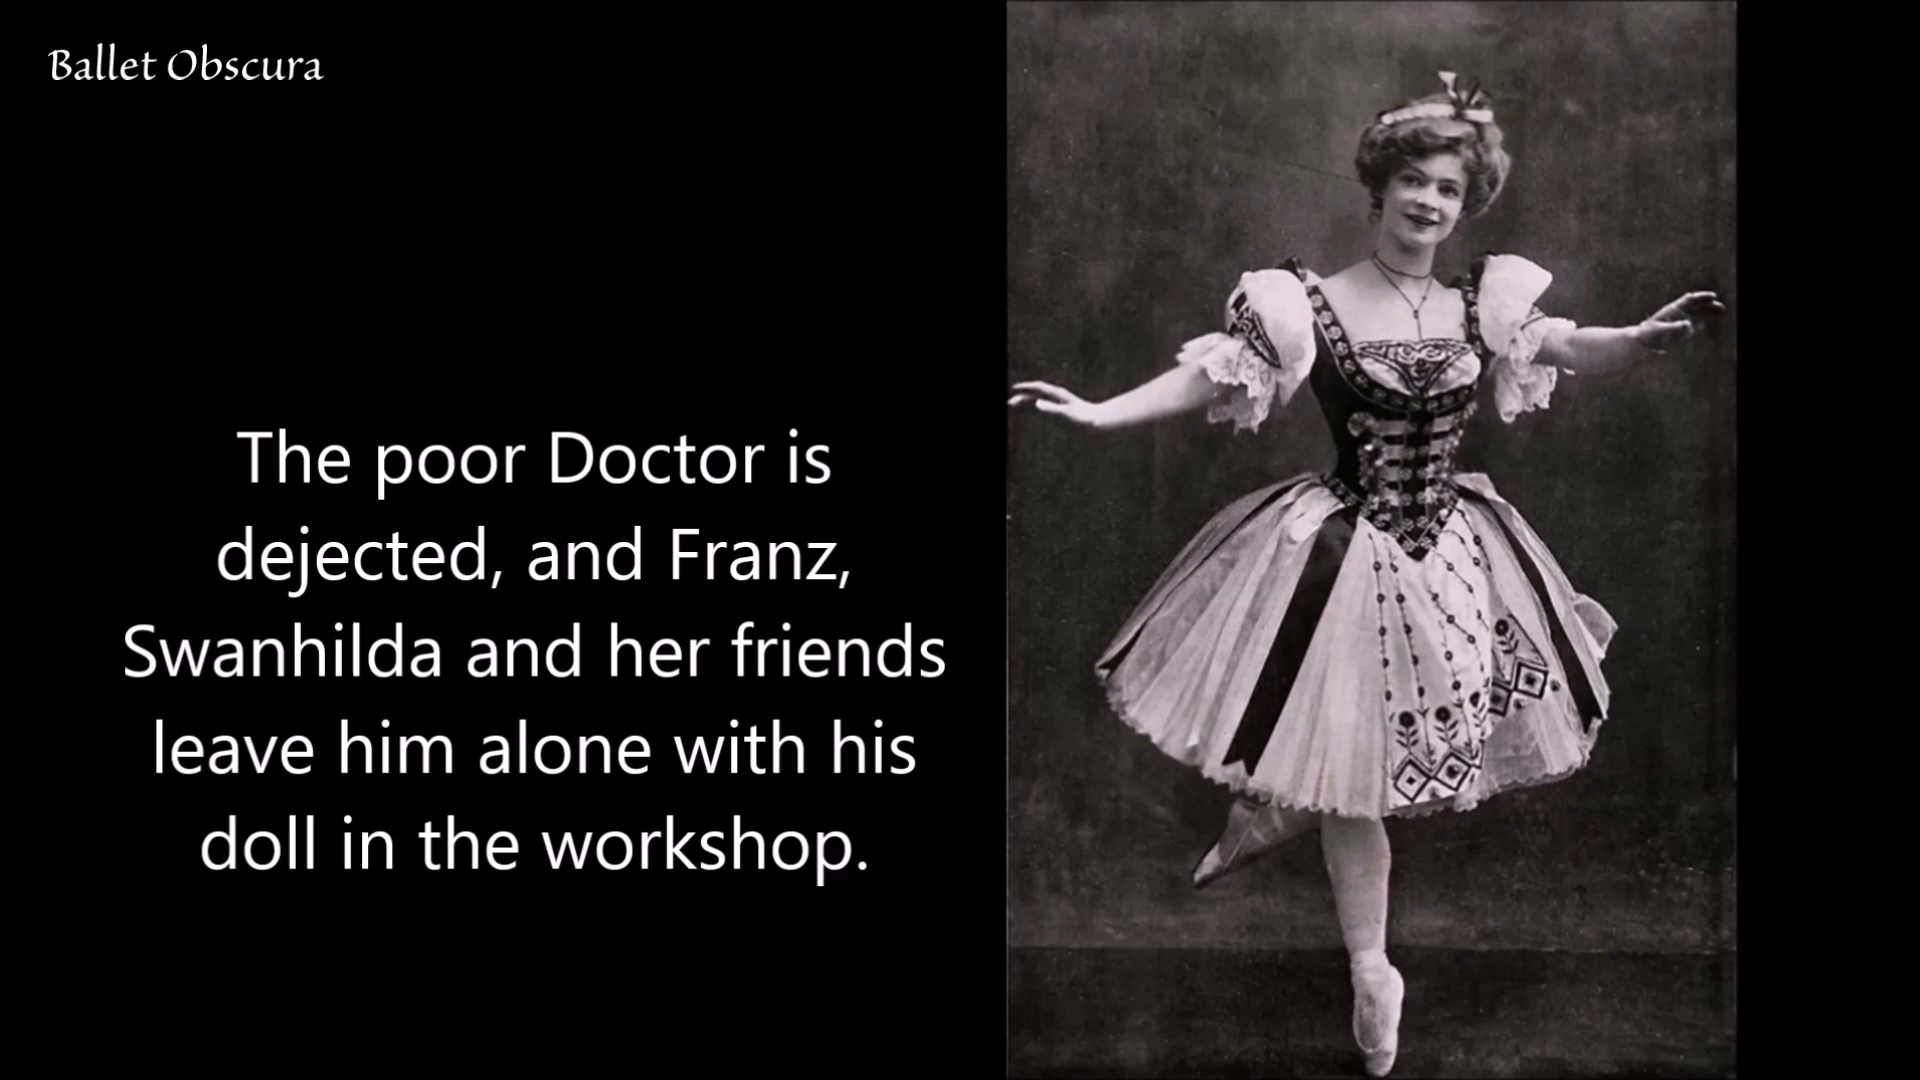 Ballet Obscura
The poor Doctor is
dejected, and Franz,
Swanhilda and her friends
leave him alone with his
doll in the workshop.